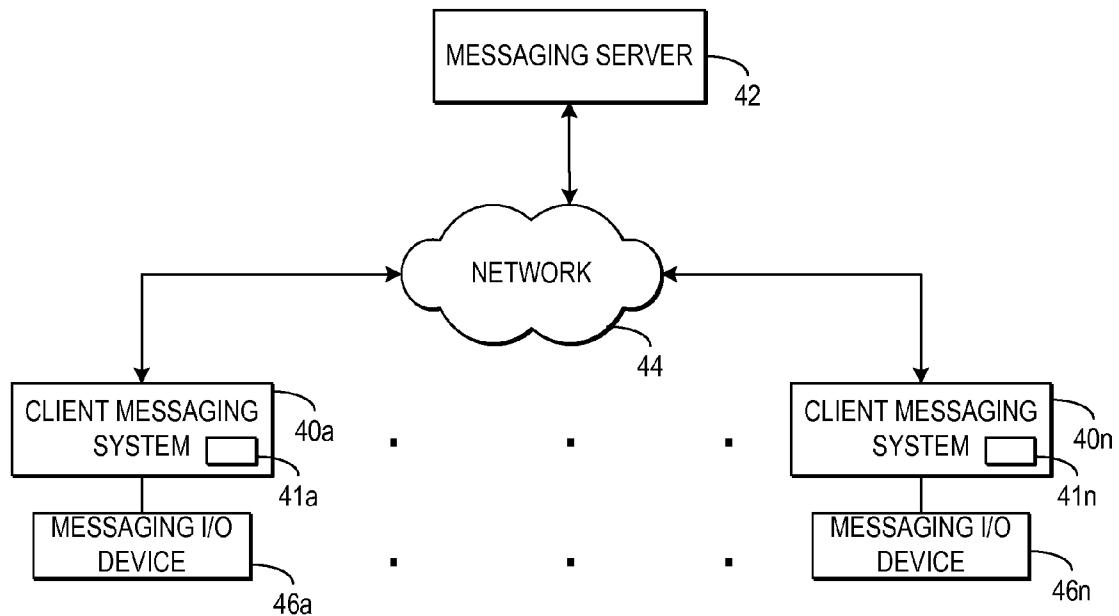 MESSAGING SERVER
42
NETWORK
44
CLIENT MESSAGING
SYSTEM
40a
41a
MESSAGING I/O
DEVICE
46a
CLIENT MESSAGING
SYSTEM
40n
41n
MESSAGING I/O
DEVICE
46n